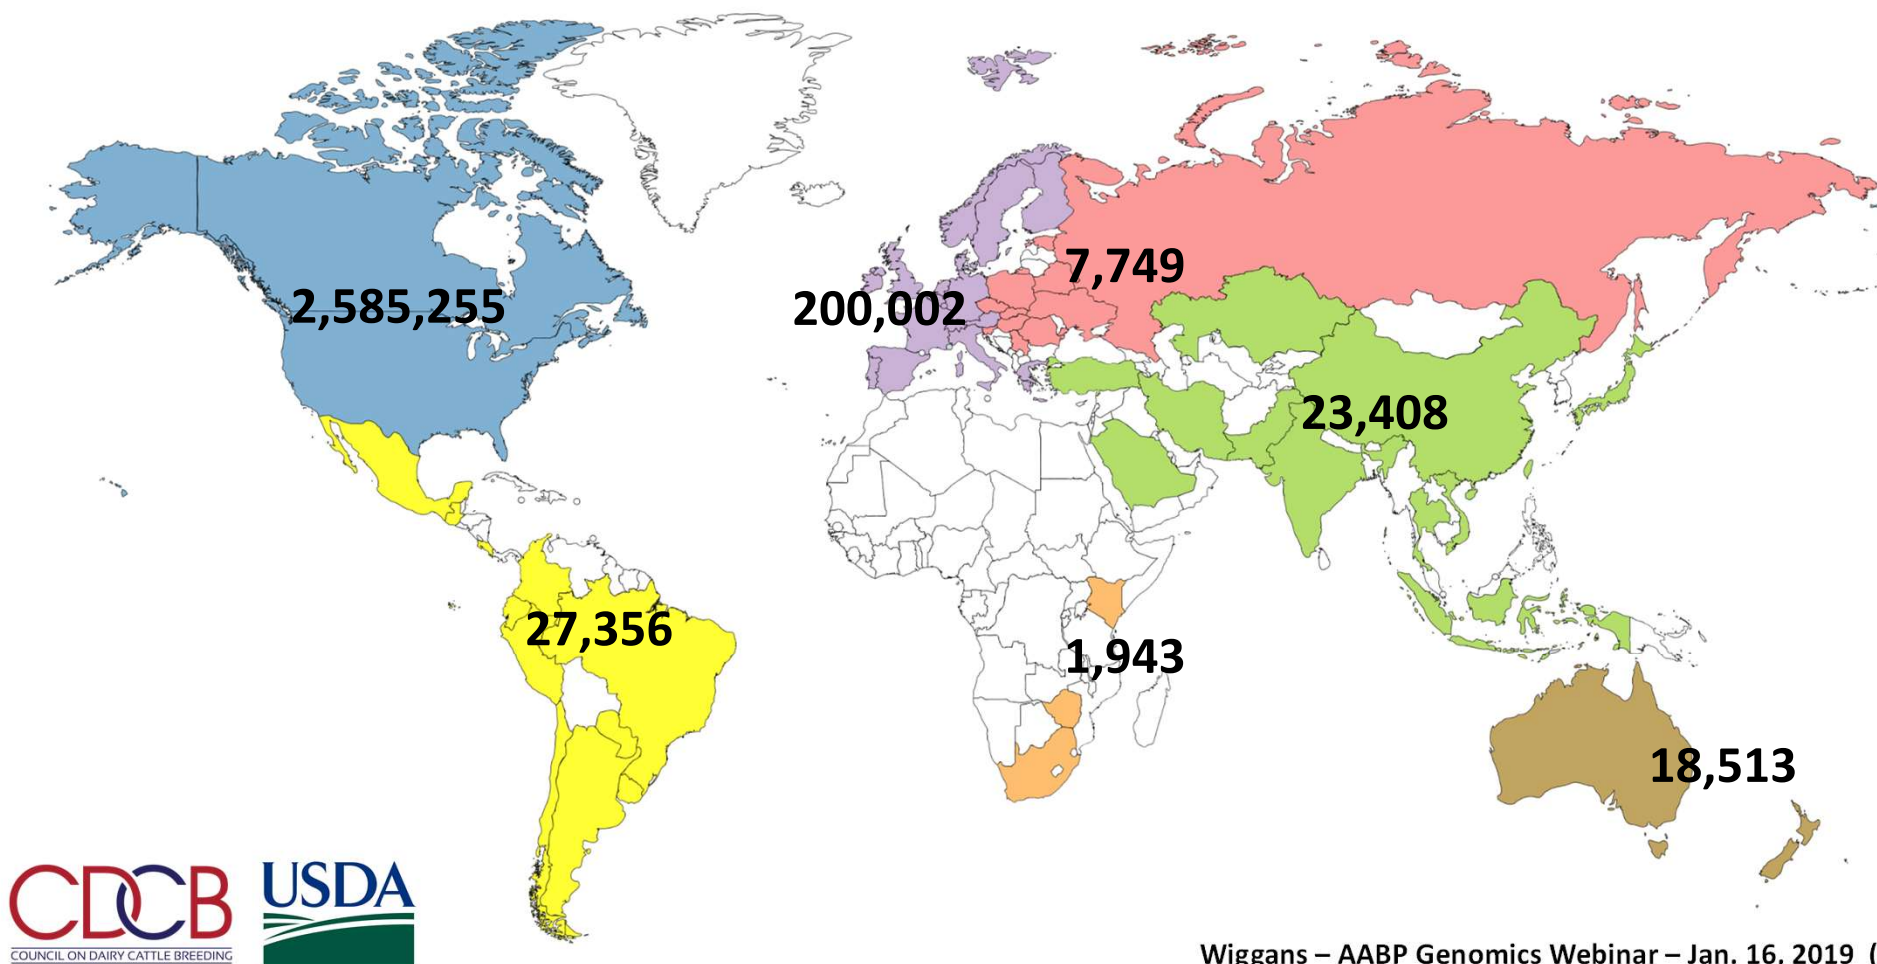 7,749
2,585,255
200,002
23,408
27,356
1,943
18,513
CDCB
COUNCIL ON DAIRY CATTLE BREEDING
USDA
Wiggans – AABP Genomics Webinar – Jan. 16, 2019 (